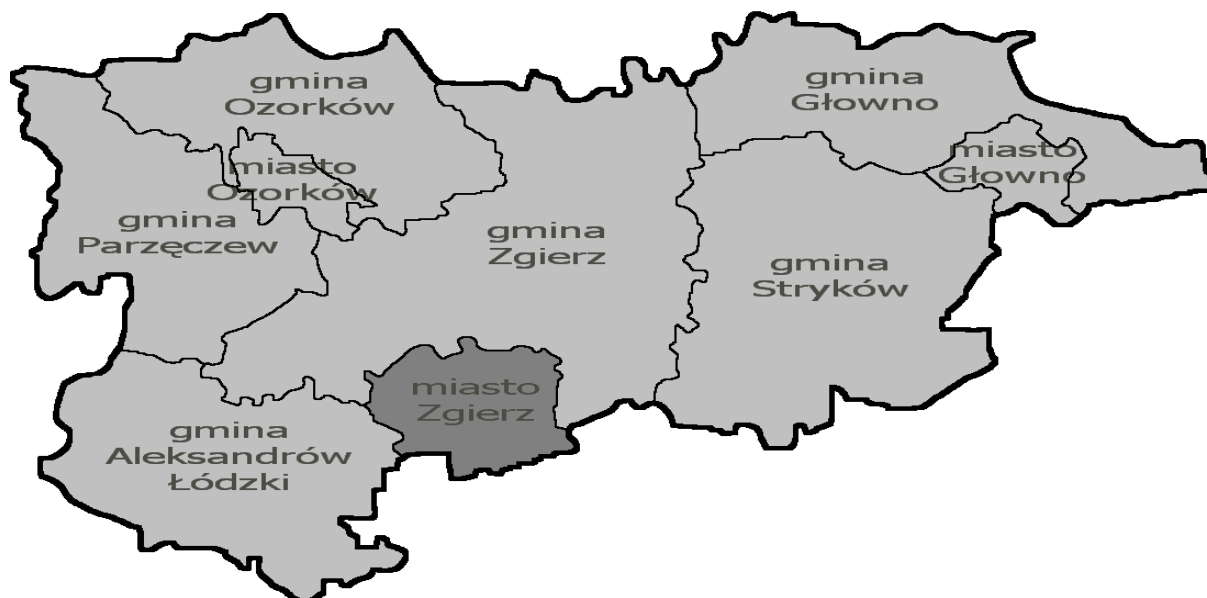 gmina
Ozorków
gmina
Głowno
miasto
Ozorków
miasto
Głowno
gmina
Parzęczew
gmina
Zgierz
gmina
Stryków
miasto
Zgierz
gmina
Aleksandrów
Łódzki